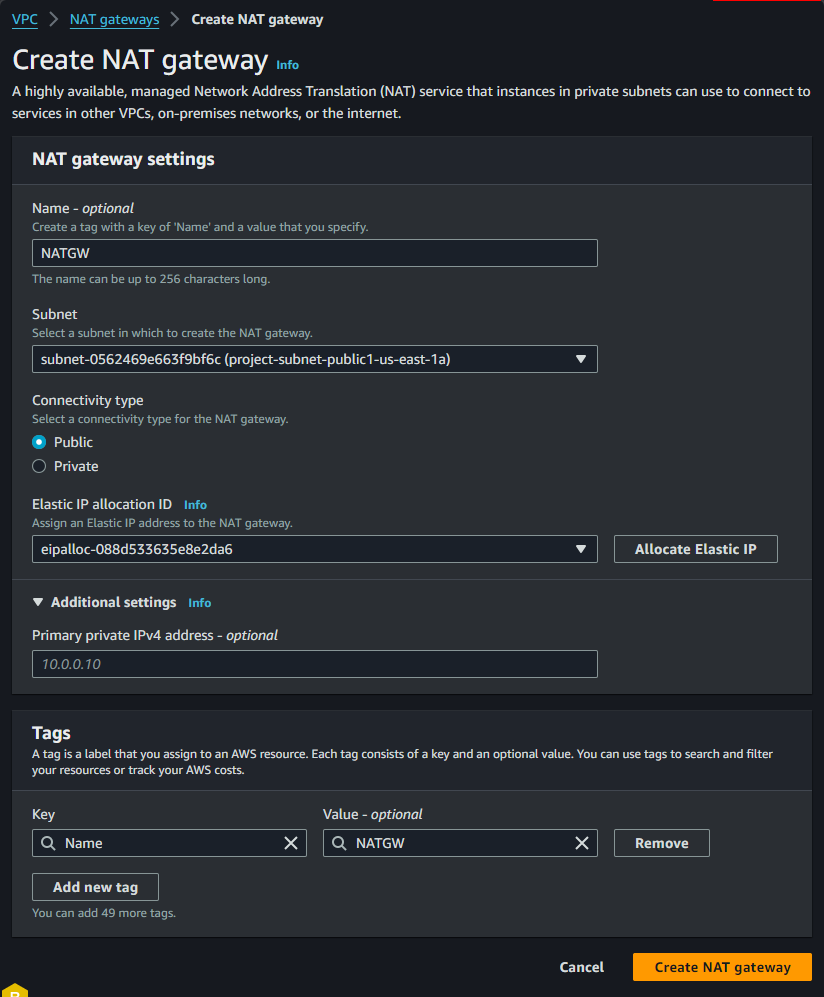 VPC > NAT gateways > Create NAT gateway
Create NAT gateway Info
A highly available, managed Network Address Translation (NAT) service that instances in private subnets can use to connect to
services in other VPCs, on-premises networks, or the internet.
NAT gateway settings
Name - optional
Create a tag with a key of 'Name' and a value that you specify.
NATGW
The name can be up to 256 characters long.
Subnet
Select a subnet in which to create the NAT gateway.
subnet-0562469e663f9bf6c (project-subnet-public1-us-east-1a)
Connectivity type
Select a connectivity type for the NAT gateway.
Public
Private
Elastic IP allocation ID Info
Assign an Elastic IP address to the NAT gateway.
eipalloc-088d533635e8e2da6 Allocate Elastic IP
Additional settings Info
Primary private IPv4 address - optional
10.0.0.10
Tags
A tag is a label that you assign to an AWS resource. Each tag consists of a key and an optional value. You can use tags to search and filter
your resources or track your AWS costs.
Key Value - optional
Name NATGW Remove
Add new tag
You can add 49 more tags.
Cancel Create NAT gateway